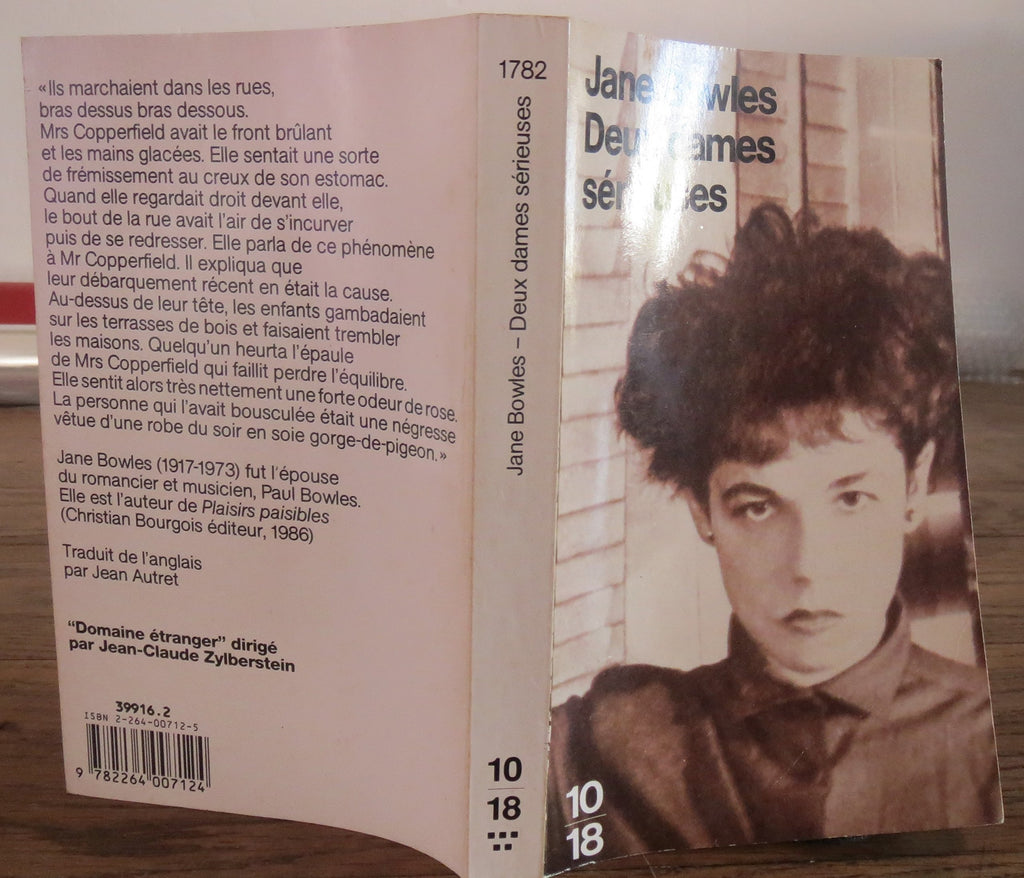 «Ils marchaient dans les rues,
bras dessus bras dessous.
Mrs Copperfield avait le front brûlant
et les mains glacées. Elle sentait une sorte
de frémissement au creux de son estomac.
Quand elle regardait droit devant elle,
le bout de la rue avait l'air de s'incurver
puis de se redresser. Elle parla de ce phénomène
à Mr Copperfield. Il expliqua que
leur débarquement récent en était la cause.
Au-dessus de leur tête, les enfants gambadaient
sur les terrasses de bois et faisaient trembler
les maisons. Quelqu'un heurta l'épaule
de Mrs Copperfield qui faillit perdre l'équilibre.
Elle sentit alors très nettement une forte odeur de rose.
La personne qui l'avait bousculée était une négresse
vêtue d'une robe du soir en soie gorge-de-pigeon.»
Jane Bowles (1917-1973) fut l'épouse
du romancier et musicien, Paul Bowles.
Elle est l'auteur de Plaisirs paisibles
(Christian Bourgois éditeur, 1986)
Traduit de l'anglais
par Jean Autret
"Domaine étranger" dirigé
par Jean-Claude Zylberstein
39916.2
ISBN 2-264-00712-5
9 782264 007124
1782
Jane Bowles – Deux dames sérieuses
10
18
Jane Bowles
Deux dames
sérieuses
10
18